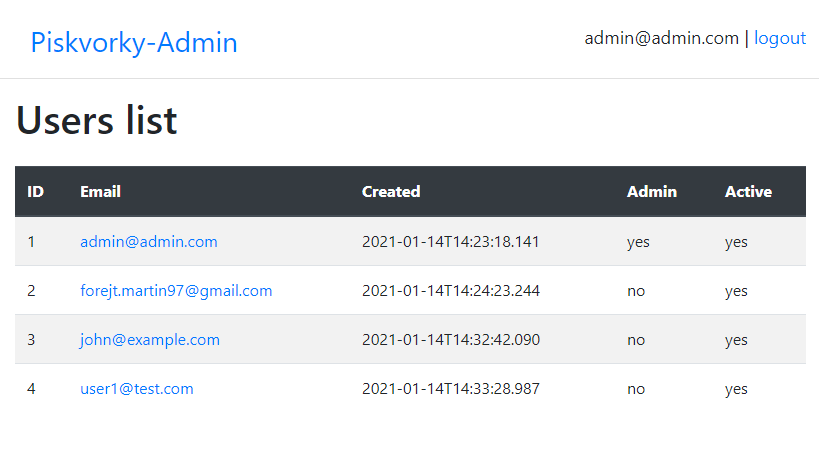 Piskvorky-Admin
admin@admin.com | logout
Users list
ID Email Created Admin Active
1 admin@admin.com 2021-01-14T14:23:18.141 yes yes
2 forejt.martin97@gmail.com 2021-01-14T14:24:23.244 no yes
3 john@example.com 2021-01-14T14:32:42.090 no yes
4 user1@test.com 2021-01-14T14:33:28.987 no yes